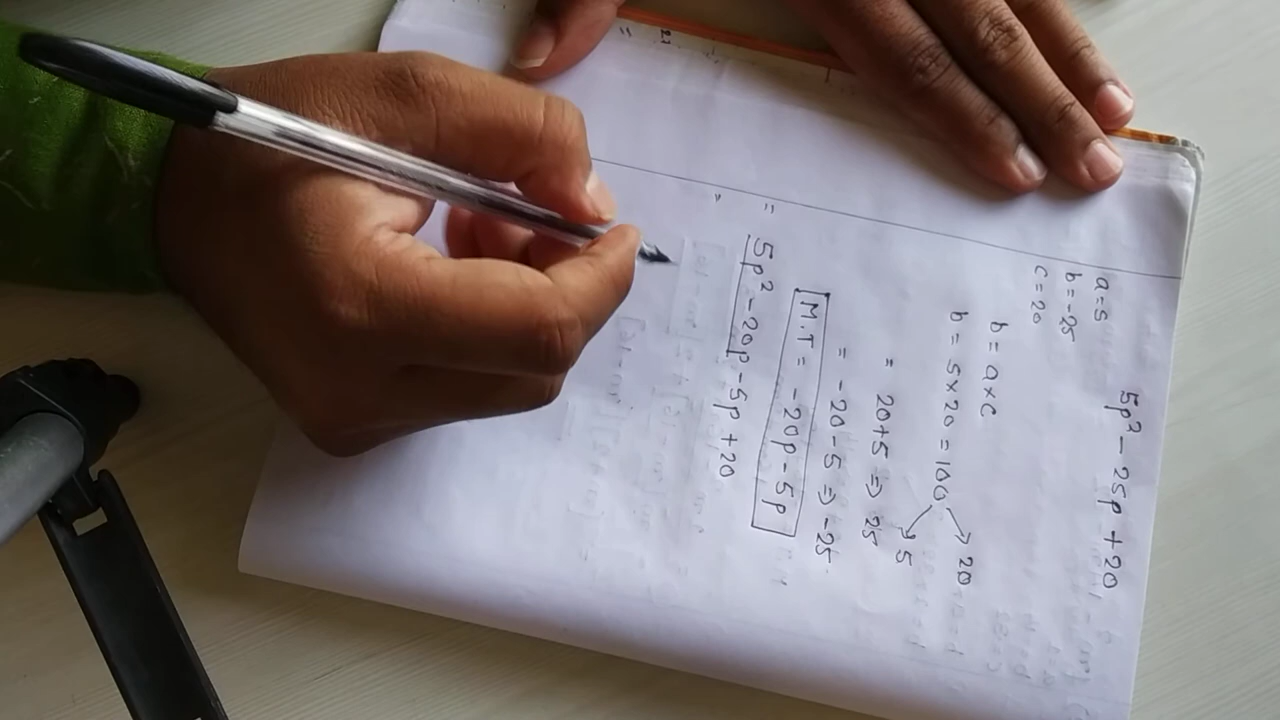 5p² - 25p + 20
a = 5
b = -25
c = 20
b = a × c
b = 5 × 20 = 100 → 20
→ 5
= 20 + 5 ⇒ 25
= -20 - 5 ⇒ -25
M.T = -20p - 5p
= 5p² - 20p - 5p + 20
=